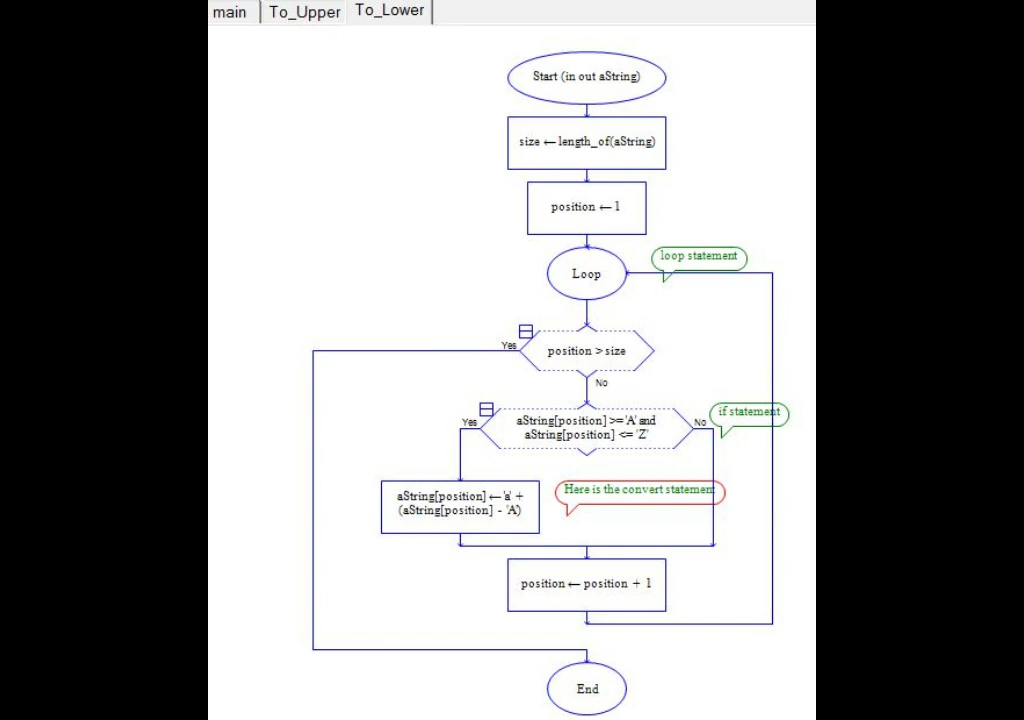 main
To_Upper
To_Lower
Start (in out aString)
size ← length_of(aString)
position ← 1
loop statement
Loop
Yes
position > size
No
if statement
Yes
aString[position] >= 'A' and
aString[position] <= 'Z'
No
aString[position] ← 'a' +
(aString[position] - 'A')
Here is the convert statement
position ← position + 1
End